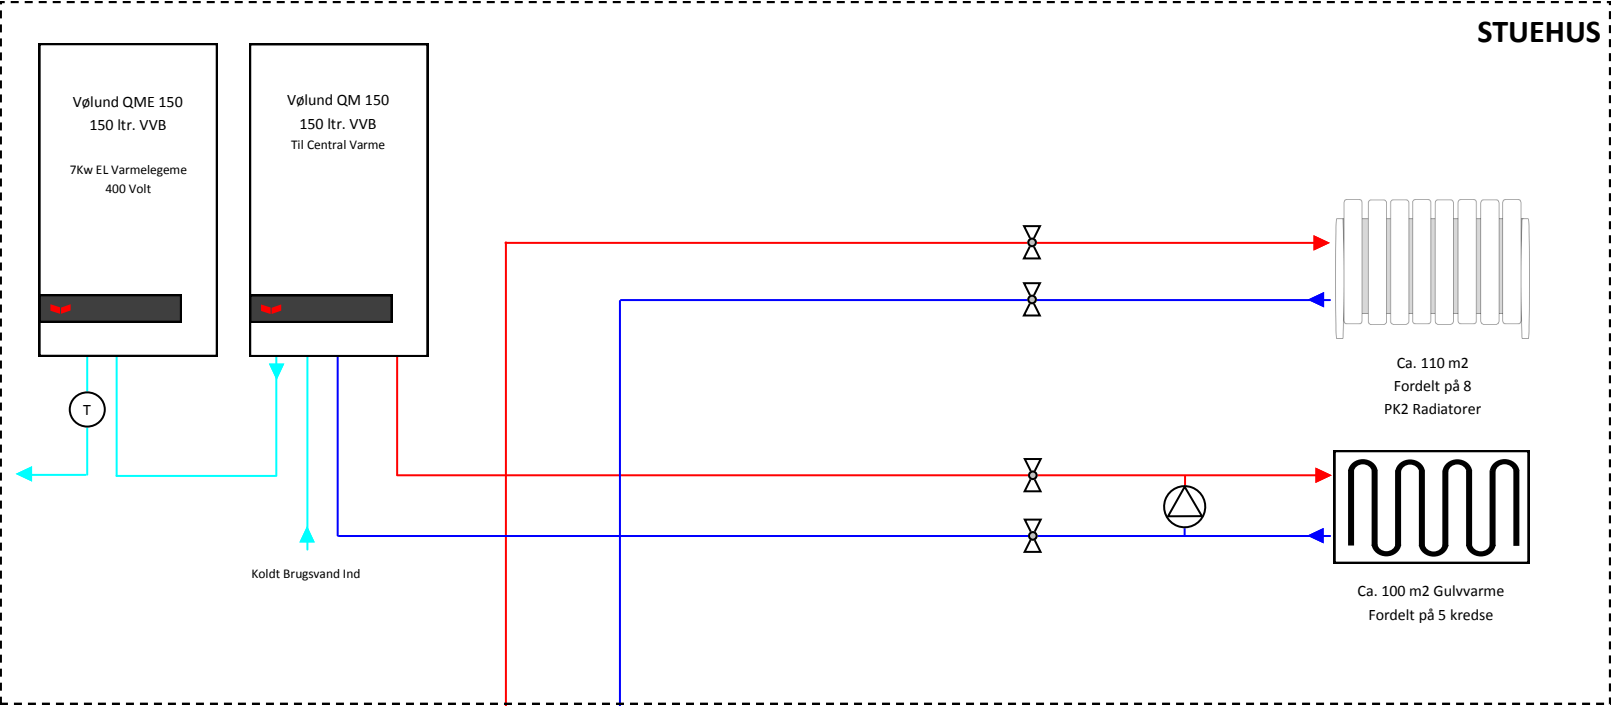 STUEHUS
Vølund QME 150
150 ltr. VVB
7Kw EL Varmelegeme
400 Volt
Vølund QM 150
150 ltr. VVB
Til Central Varme
Ca. 110 m2
Fordelt på 8
PK2 Radiatorer
T
Koldt Brugsvand Ind
Ca. 100 m2 Gulvvarme
Fordelt på 5 kredse